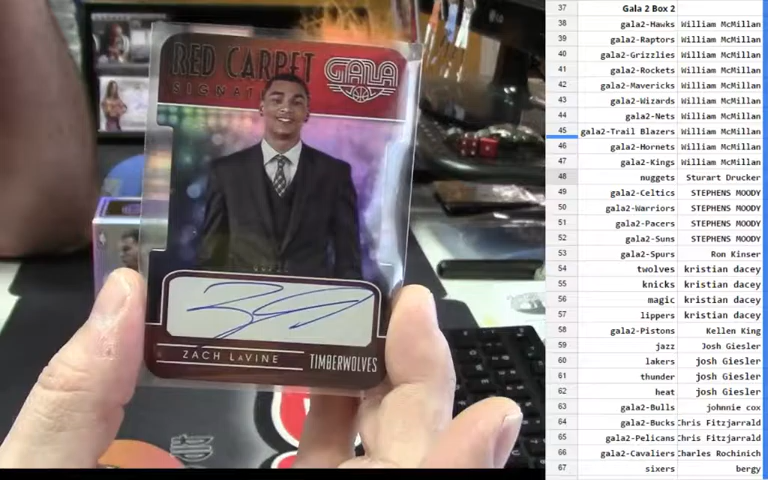 RED CARPET
GALA
SIGNAT
ZACH LAVINE
TIMBERWOLVES
37 Gala 2 Box 2
38 gala2-Hawks William McMillan
39 gala2-Raptors William McMillan
40 gala2-Grizzlies William McMillan
41 gala2-Rockets William McMillan
42 gala2-Mavericks William McMillan
43 gala2-Wizards William McMillan
44 gala2-Nets William McMillan
45 gala2-Trail Blazers William McMillan
46 gala2-Hornets William McMillan
47 gala2-Kings William McMillan
48 nuggets Sturart Drucker
49 gala2-Celtics STEPHENS MOODY
50 gala2-Warriors STEPHENS MOODY
51 gala2-Pacers STEPHENS MOODY
52 gala2-Suns STEPHENS MOODY
53 gala2-Spurs Ron Kinser
54 twolves kristian dacey
55 knicks kristian dacey
56 magic kristian dacey
57 lippers kristian dacey
58 gala2-Pistons Kellen King
59 jazz Josh Giesler
60 lakers josh Giesler
61 thunder josh Giesler
62 heat josh Giesler
63 gala2-Bulls johnnie cox
64 gala2-Bucks Chris Fitzjarrald
65 gala2-Pelicans Chris Fitzjarrald
66 gala2-Cavaliers Charles Rochinich
67 sixers bergy